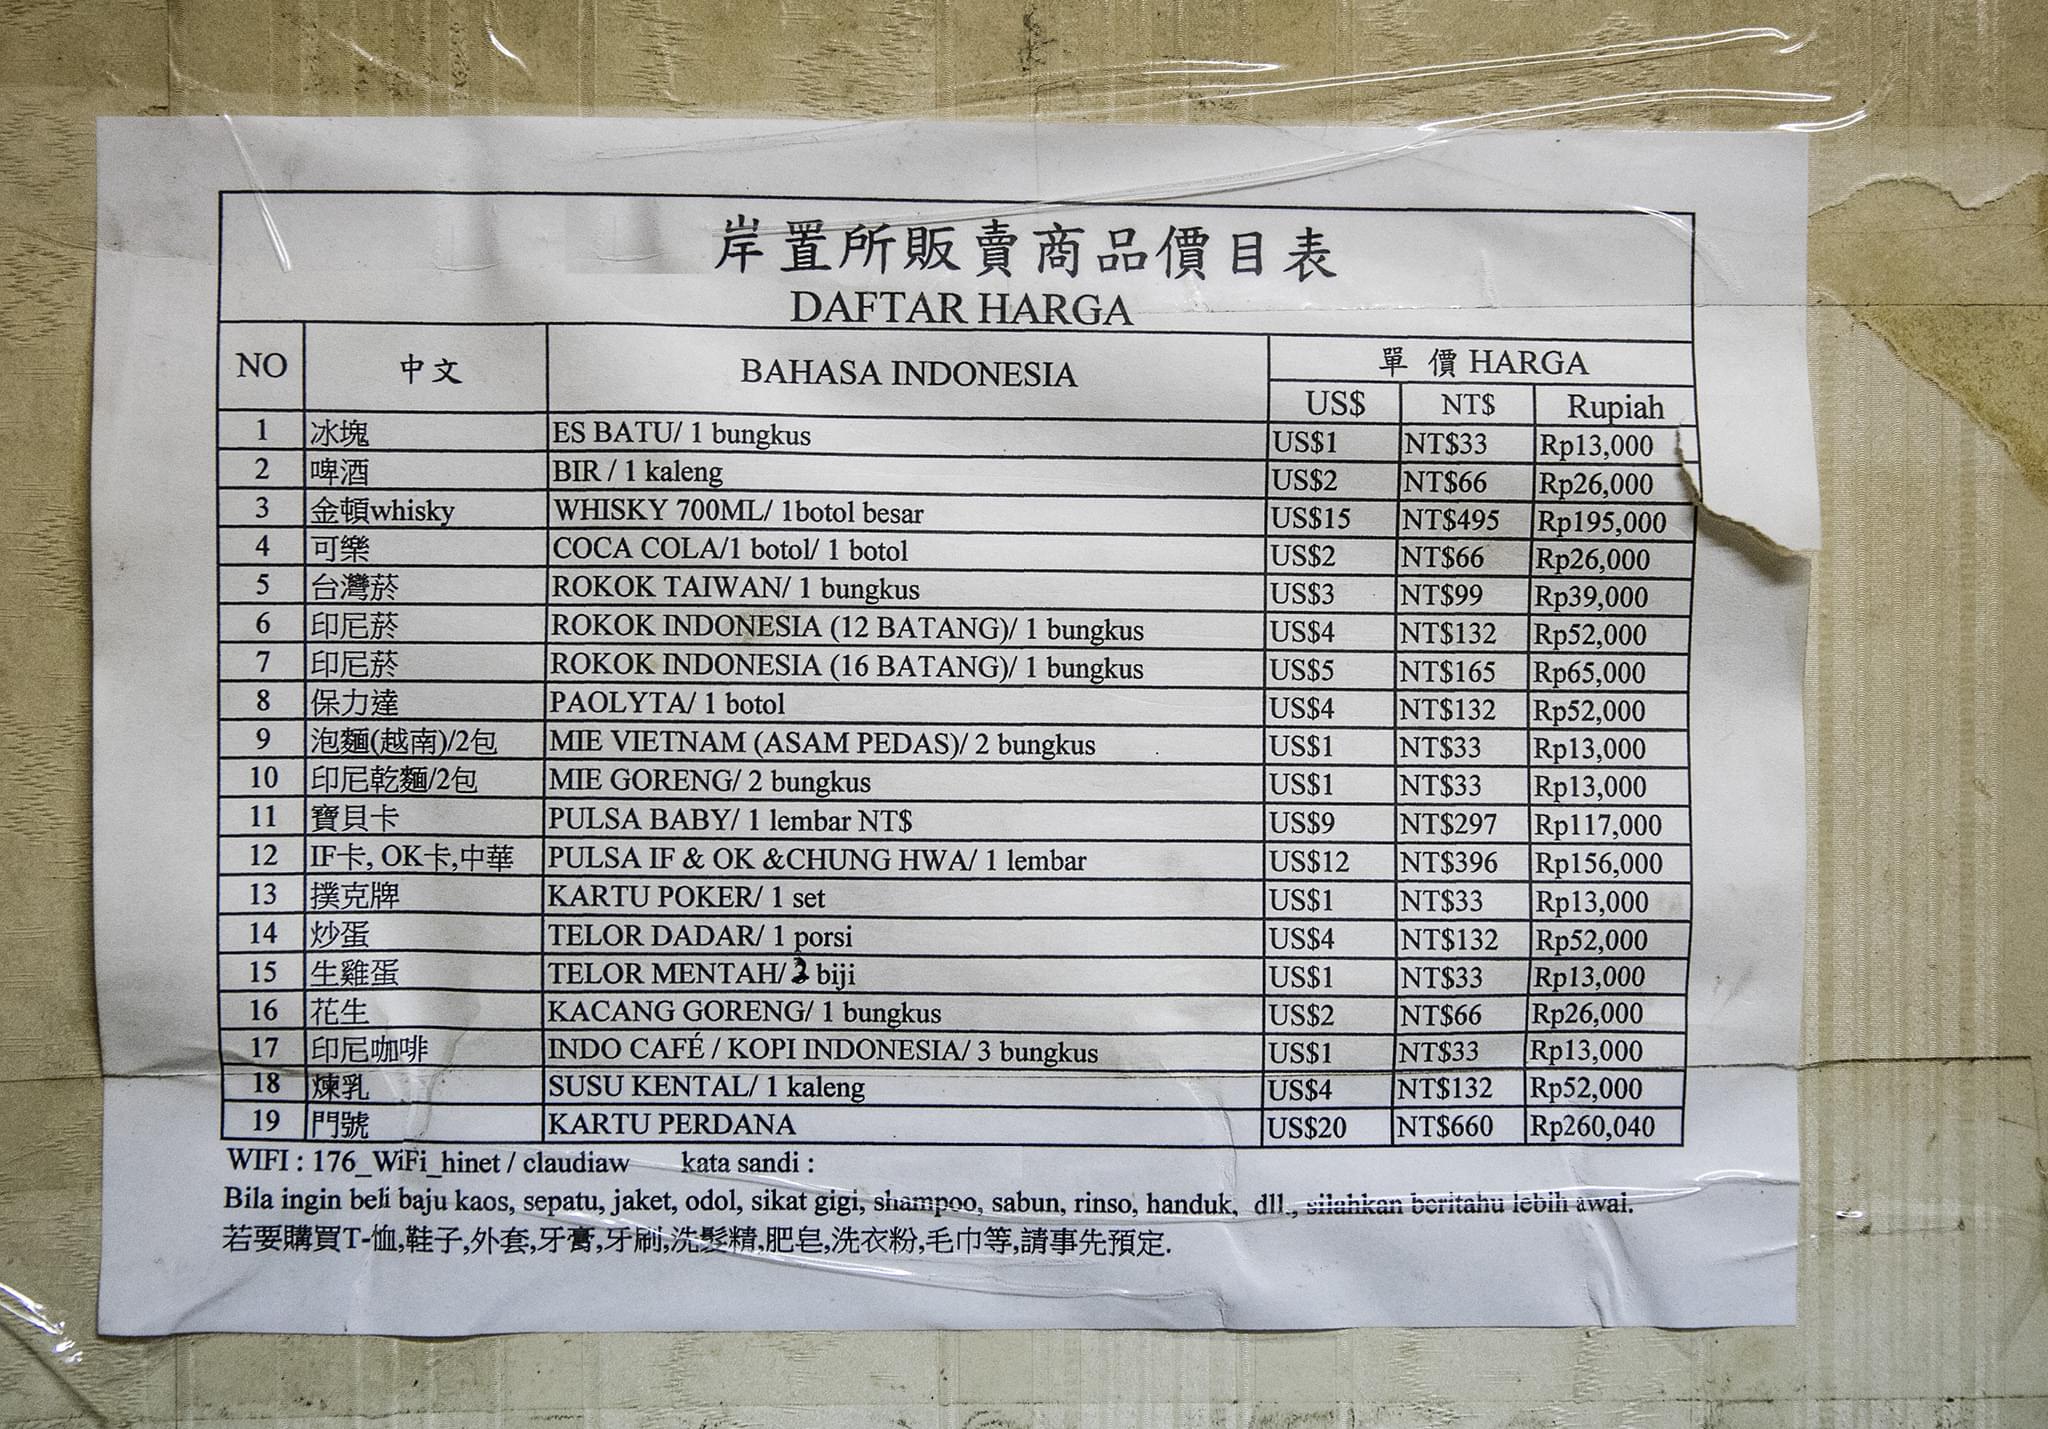 岸置所販賣商品價目表
DAFTAR HARGA
NO 中文 BAHASA INDONESIA 單 價 HARGA
US$ NT$ Rupiah
1 冰塊 ES BATU/ 1 bungkus US$1 NT$33 Rp13,000
2 啤酒 BIR / 1 kaleng US$2 NT$66 Rp26,000
3 金頓whisky WHISKY 700ML/ 1botol besar US$15 NT$495 Rp195,000
4 可樂 COCA COLA/1 botol/ 1 botol US$2 NT$66 Rp26,000
5 台灣菸 ROKOK TAIWAN/ 1 bungkus US$3 NT$99 Rp39,000
6 印尼菸 ROKOK INDONESIA (12 BATANG)/ 1 bungkus US$4 NT$132 Rp52,000
7 印尼菸 ROKOK INDONESIA (16 BATANG)/ 1 bungkus US$5 NT$165 Rp65,000
8 保力達 PAOLYTA/ 1 botol US$4 NT$132 Rp52,000
9 泡麵(越南)/2包 MIE VIETNAM (ASAM PEDAS)/ 2 bungkus US$1 NT$33 Rp13,000
10 印尼乾麵/2包 MIE GORENG/ 2 bungkus US$1 NT$33 Rp13,000
11 寶貝卡 PULSA BABY/ 1 lembar NT$ US$9 NT$297 Rp117,000
12 IF卡, OK卡,中華 PULSA IF & OK &CHUNG HWA/ 1 lembar US$12 NT$396 Rp156,000
13 撲克牌 KARTU POKER/ 1 set US$1 NT$33 Rp13,000
14 炒蛋 TELOR DADAR/ 1 porsi US$4 NT$132 Rp52,000
15 生雞蛋 TELOR MENTAH/ 2 biji US$1 NT$33 Rp13,000
16 花生 KACANG GORENG/ 1 bungkus US$2 NT$66 Rp26,000
17 印尼咖啡 INDO CAFÉ / KOPI INDONESIA/ 3 bungkus US$1 NT$33 Rp13,000
18 煉乳 SUSU KENTAL/ 1 kaleng US$4 NT$132 Rp52,000
19 門號 KARTU PERDANA US$20 NT$660 Rp260,040
WIFI : 176_WiFi_hinet / claudiaw kata sandi :
Bila ingin beli baju kaos, sepatu, jaket, odol, sikat gigi, shampoo, sabun, rinso, handuk, dll., silahkan beritahu lebih awal.
若要購買T-恤,鞋子,外套,牙膏,牙刷,洗髮精,肥皂,洗衣粉,毛巾等,請事先預定.